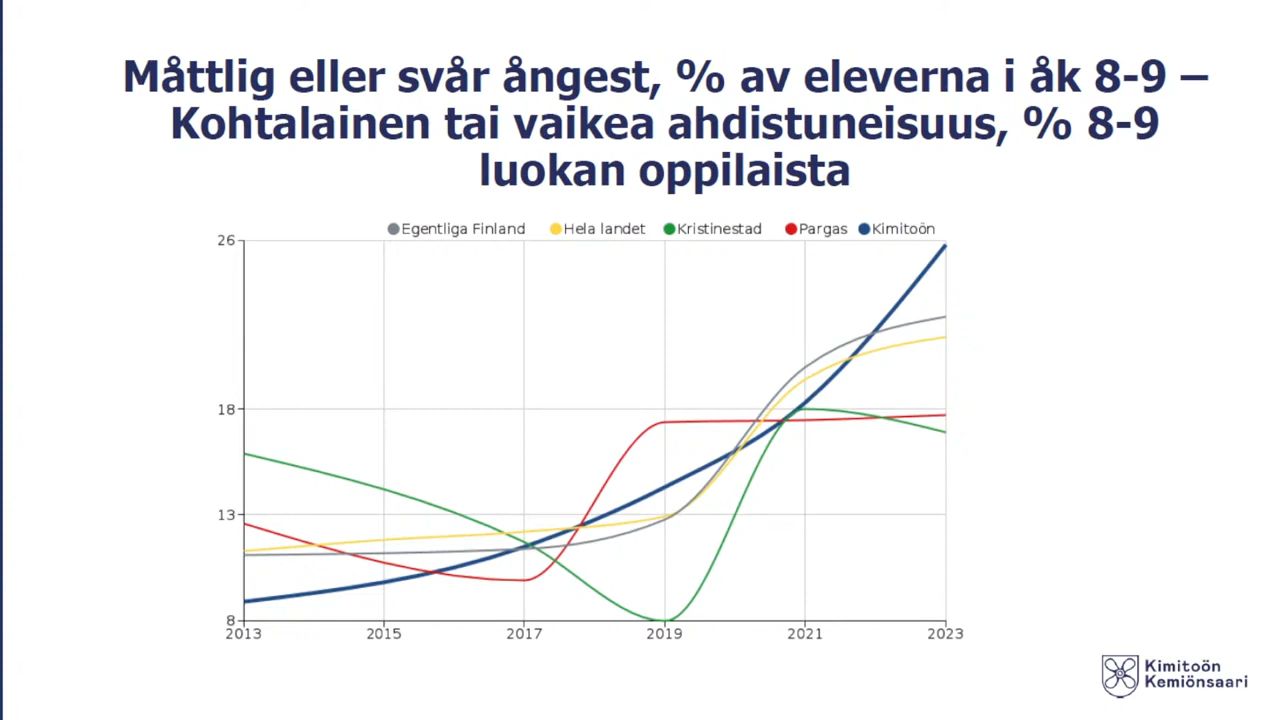 Måttlig eller svår ångest, % av eleverna i åk 8-9 –
Kohtalainen tai vaikea ahdistuneisuus, % 8-9
luokan oppilaista
Egentliga Finland Hela landet Kristinestad Pargas Kimitoön
26
18
13
8
2013 2015 2017 2019 2021 2023
Kimitoön
Kemiönsaari